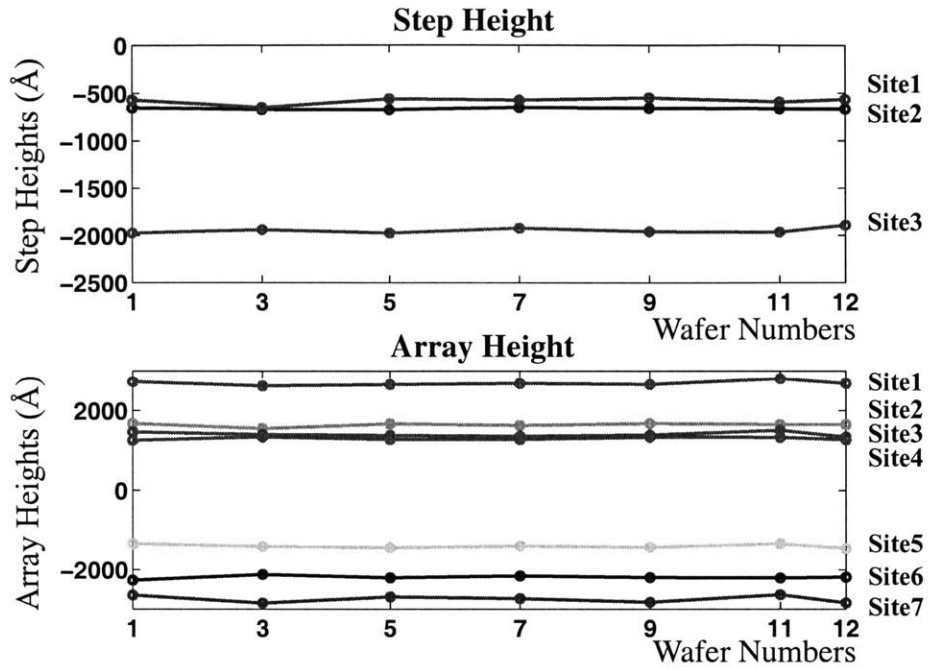 Step Height
Step Heights (Å)
0
−500
−1000
−1500
−2000
−2500
Site1
Site2
Site3
1 3 5 7 9 11 12
Wafer Numbers
Array Height
Array Heights (Å)
2000
0
−2000
Site1
Site2
Site3
Site4
Site5
Site6
Site7
1 3 5 7 9 11 12
Wafer Numbers